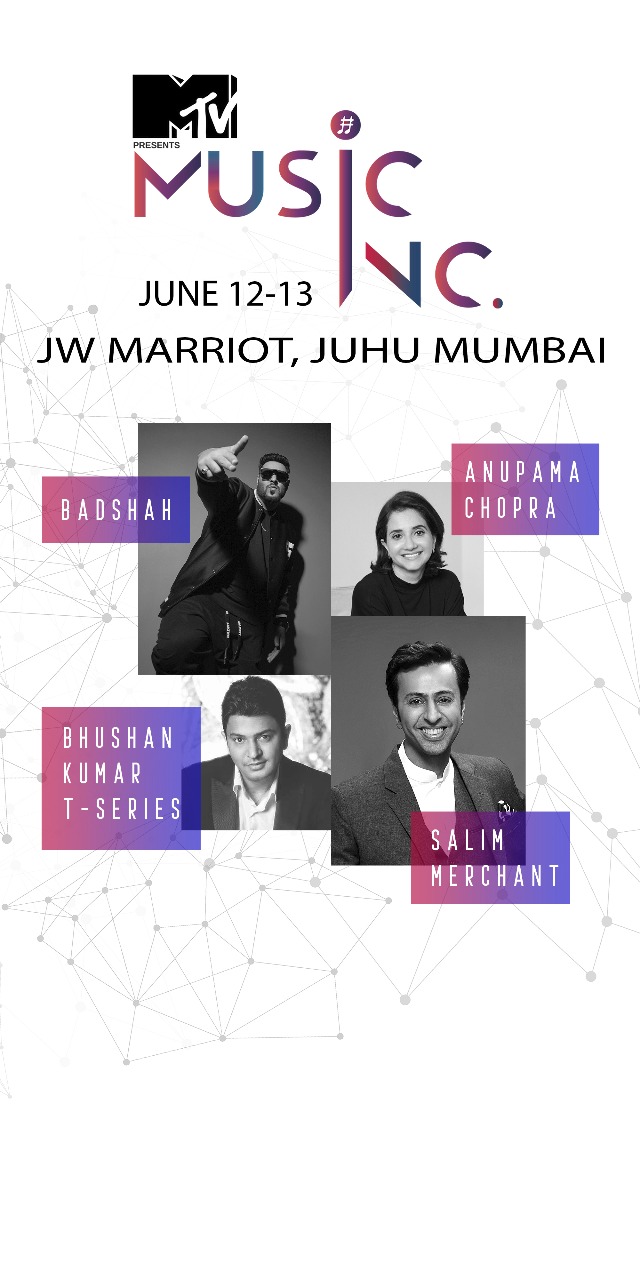 MTV
PRESENTS
MUSIC
INC.
JUNE 12-13
JW MARRIOT, JUHU MUMBAI
BADSHAH
ANUPAMA
CHOPRA
BHUSHAN
KUMAR
T-SERIES
SALIM
MERCHANT